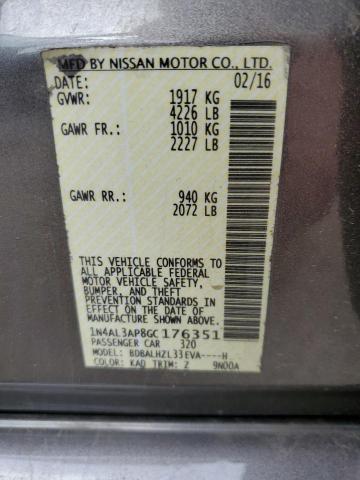 MFD BY NISSAN MOTOR CO., LTD.
DATE: 02/16
GVWR: 1917 KG
4226 LB
GAWR FR.: 1010 KG
2227 LB
GAWR RR.: 940 KG
2072 LB
THIS VEHICLE CONFORMS TO
ALL APPLICABLE FEDERAL
MOTOR VEHICLE SAFETY,
BUMPER, AND THEFT
PREVENTION STANDARDS IN
EFFECT ON THE DATE OF
MANUFACTURE SHOWN ABOVE.
1N4AL3AP8GC176351
PASSENGER CAR 320
MODEL: BDBALHZL33EVA----H
COLOR: KAD TRIM: Z 9N00A